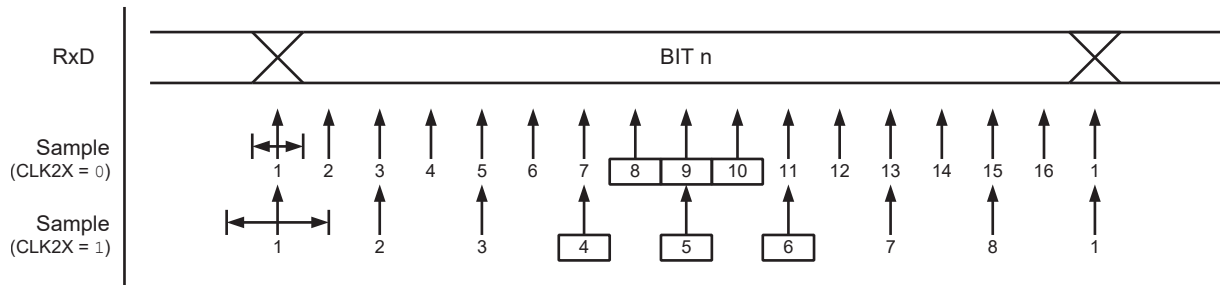 RxD BIT n
Sample
(CLK2X = 0) 1 2 3 4 5 6 7 8 9 10 11 12 13 14 15 16 1
Sample
(CLK2X = 1) 1 2 3 4 5 6 7 8 1